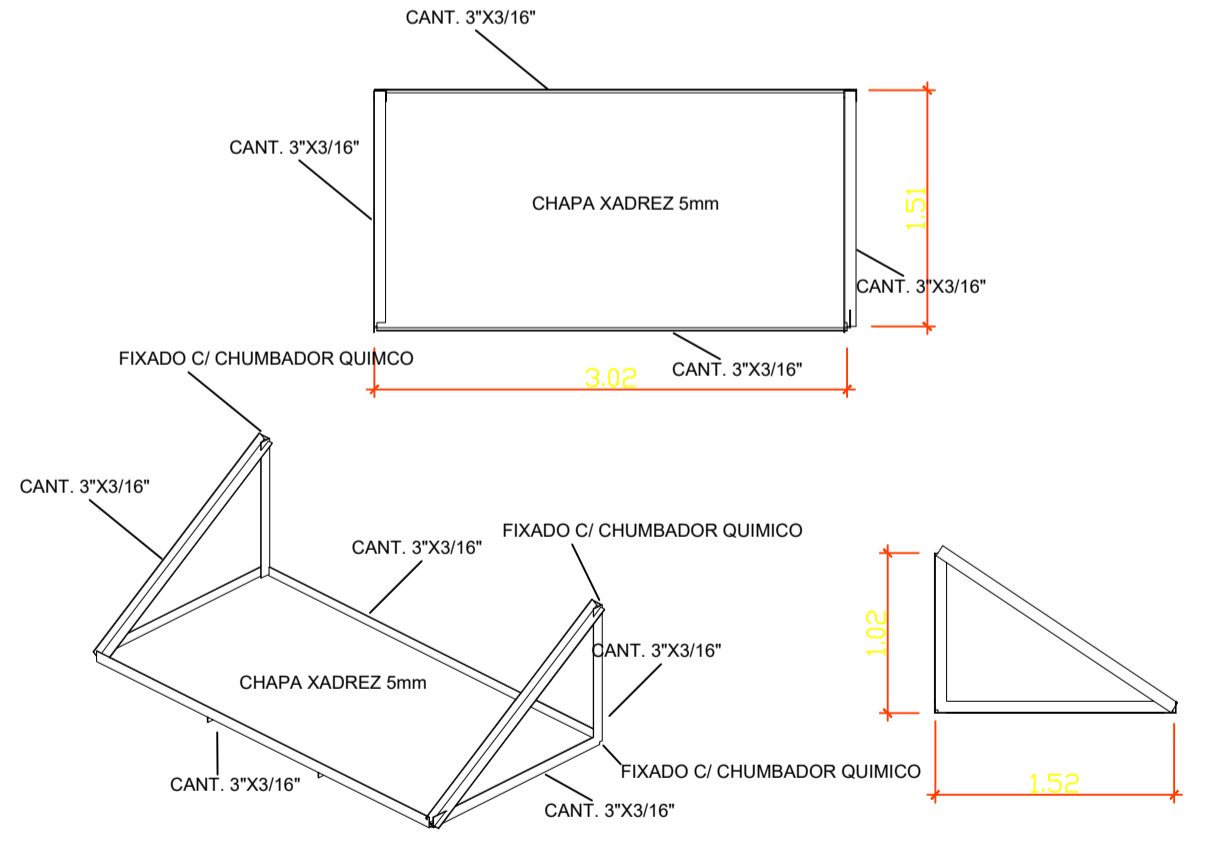 CANT. 3"X3/16"
CANT. 3"X3/16"
CHAPA XADREZ 5mm
1.51
CANT. 3"X3/16"
CANT. 3"X3/16"
3.02
FIXADO C/ CHUMBADOR QUIMCO
CANT. 3"X3/16"
FIXADO C/ CHUMBADOR QUIMICO
CANT. 3"X3/16"
CANT. 3"X3/16"
CHAPA XADREZ 5mm
FIXADO C/ CHUMBADOR QUIMICO
CANT. 3"X3/16"
CANT. 3"X3/16"
1.02
1.52